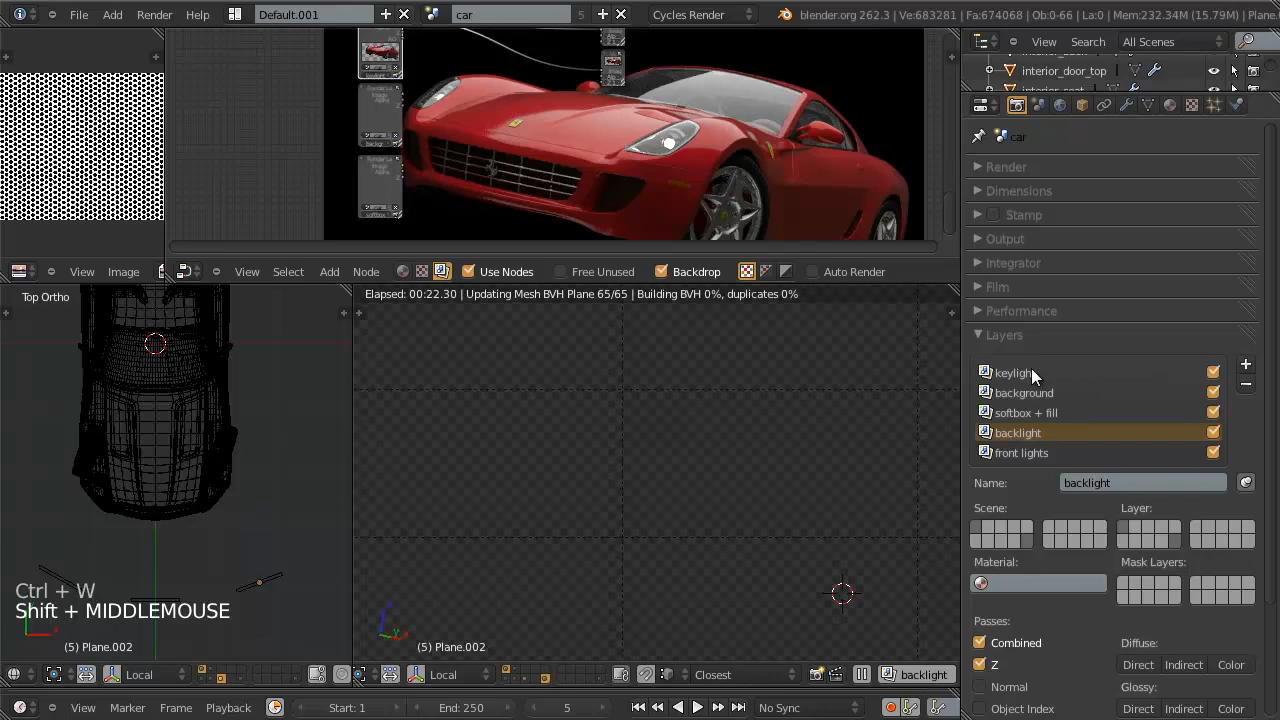 File Add Render Help Default.001 car 5 Cycles Render blender.org 262.3 | Ve:683281 | Fa:674068 | Ob:0-66 | La:0 | Mem:232.34M (15.79M) | Plane.
View Search All Scenes
interior_door_top
car
Render
Dimensions
Stamp
Output
Integrator
Film
Performance
Layers
keylight
background
softbox + fill
backlight
front lights
Name: backlight
Scene: Layer:
Material: Mask Layers:
Passes:
Combined Diffuse:
Z Direct Indirect Color
Normal Glossy:
Object Index Direct Indirect Color
backgr
softbox
View Image
View Select Add Node Use Nodes Free Unused Backdrop Auto Render
Top Ortho
Elapsed: 00:22.30 | Updating Mesh BVH Plane 65/65 | Building BVH 0%, duplicates 0%
Ctrl + W
Shift + MIDDLEMOUSE
(5) Plane.002
(5) Plane.002
Local
Local Closest backlight
View Marker Frame Playback Start: 1 End: 250 5 No Sync